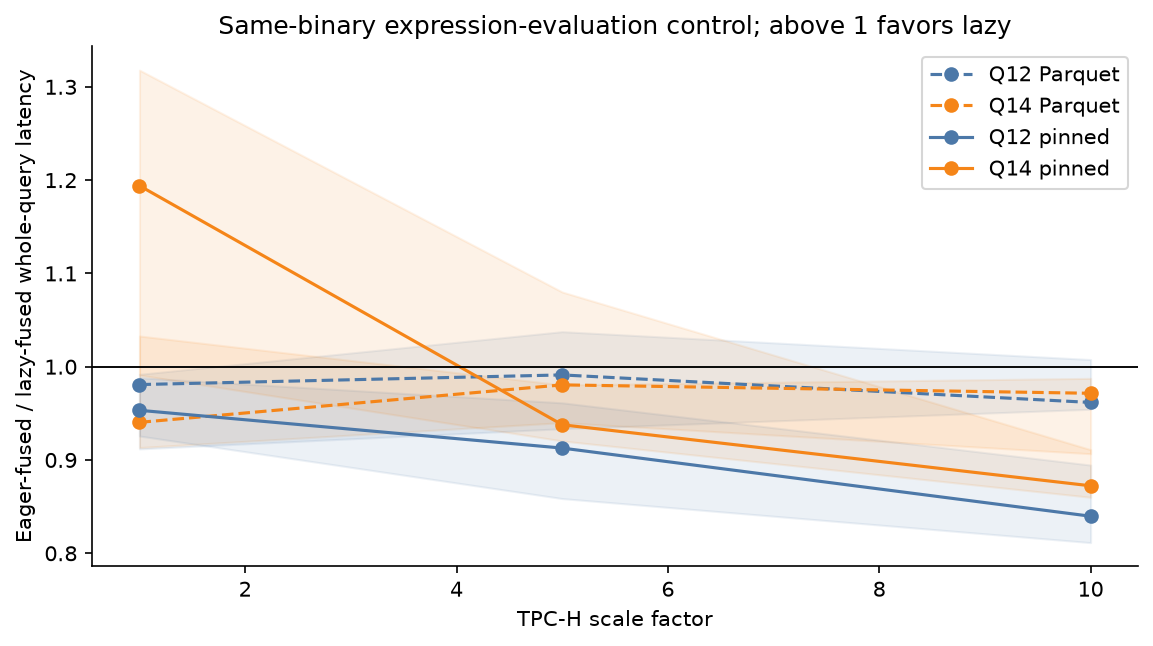 Same-binary expression-evaluation control; above 1 favors lazy
Eager-fused / lazy-fused whole-query latency
1.3
1.2
1.1
1.0
0.9
0.8
Q12 Parquet
Q14 Parquet
Q12 pinned
Q14 pinned
2 4 6 8 10
TPC-H scale factor